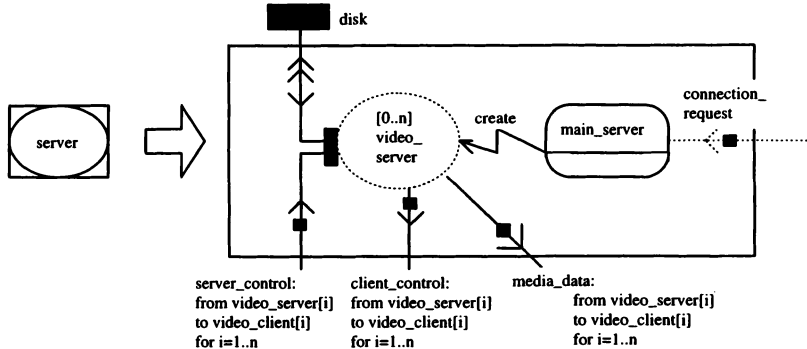 disk
server
[0..n]
video_
server
create
main_server
connection_
request
server_control:
from video_server[i]
to video_client[i]
for i=1..n
client_control:
from video_server[i]
to video_client[i]
for i=1..n
media_data:
from video_server[i]
to video_client[i]
for i=1..n